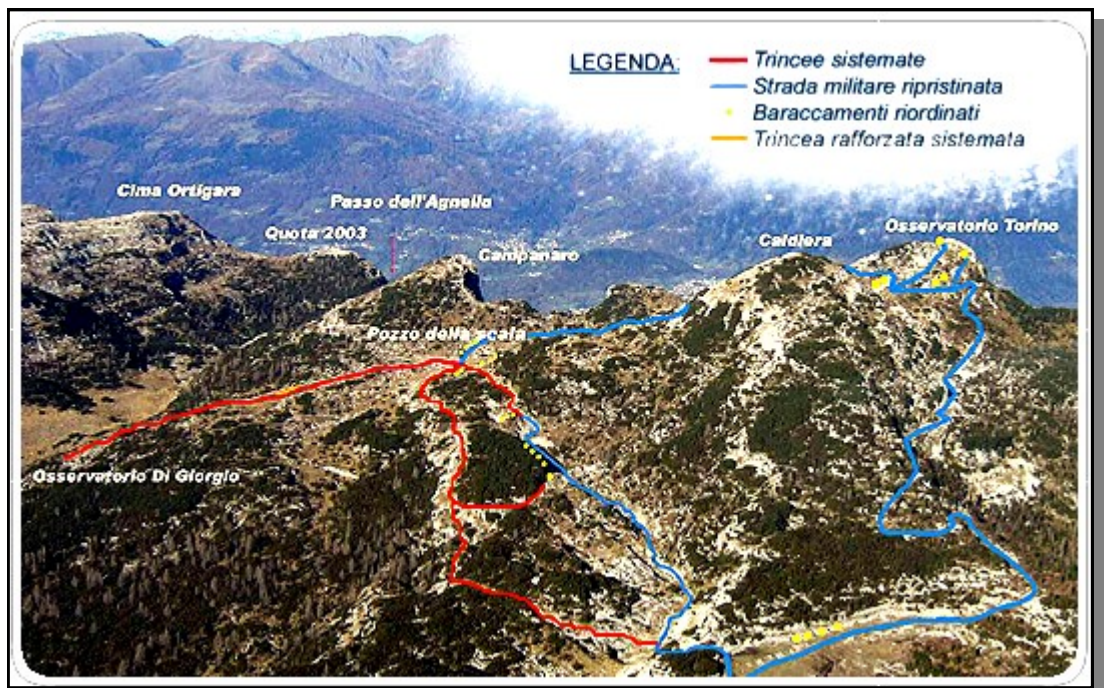 LEGENDA:
Trincee sistemate
Strada militare ripristinata
Baraccamenti riordinati
Trincea rafforzata sistemata
Cima Ortigara
Passo dell'Agnella
Quota 2003
Campanaro
Caldiera
Osservatorio Torino
Pozzo della scala
Osservatorio Di Giorgio